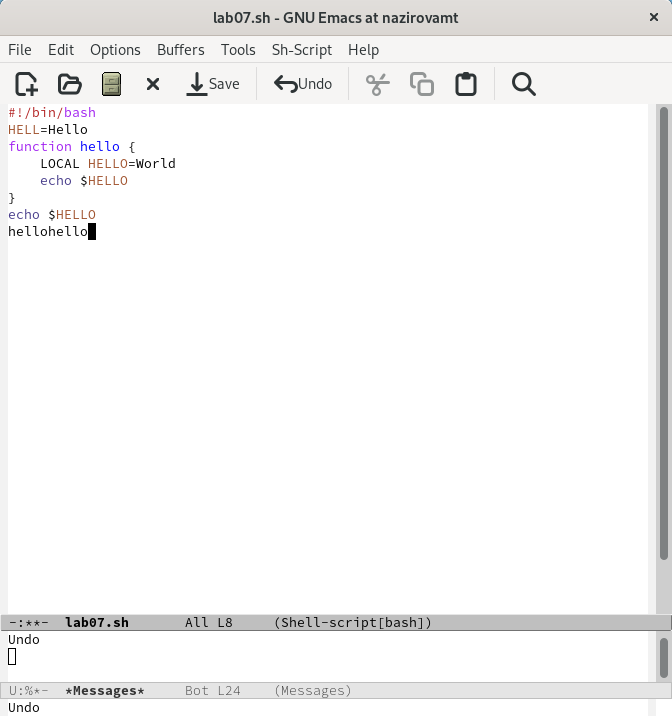 lab07.sh - GNU Emacs at nazirovamt
File Edit Options Buffers Tools Sh-Script Help
Save Undo
#!/bin/bash
HELL=Hello
function hello {
    LOCAL HELLO=World
    echo $HELLO
}
echo $HELLO
hellohello
-:**- lab07.sh All L8 (Shell-script[bash])
Undo
U:%*- *Messages* Bot L24 (Messages)
Undo